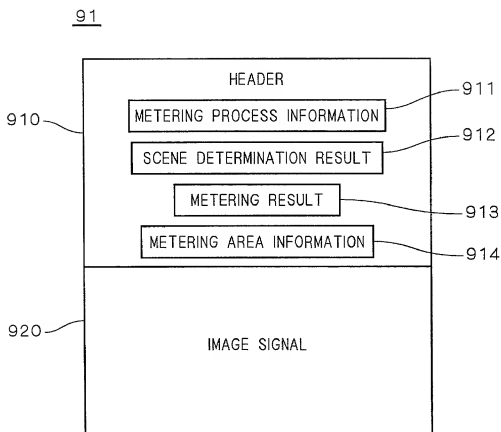 91
HEADER
METERING PROCESS INFORMATION
911
910
SCENE DETERMINATION RESULT
912
METERING RESULT
913
METERING AREA INFORMATION
914
920
IMAGE SIGNAL